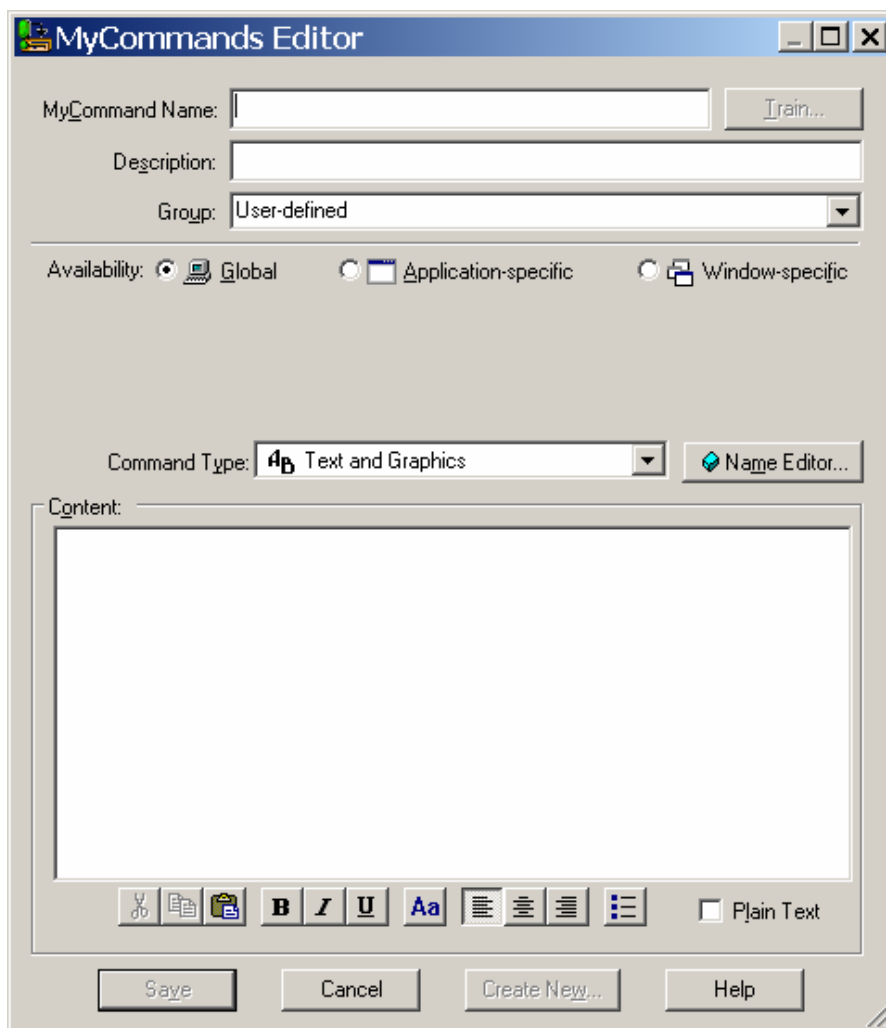 MyCommands Editor
MyCommand Name: Train...
Description:
Group: User-defined
Availability: Global Application-specific Window-specific
Command Type: AB Text and Graphics Name Editor...
Content:
B I U Aa Plain Text
Save Cancel Create New... Help